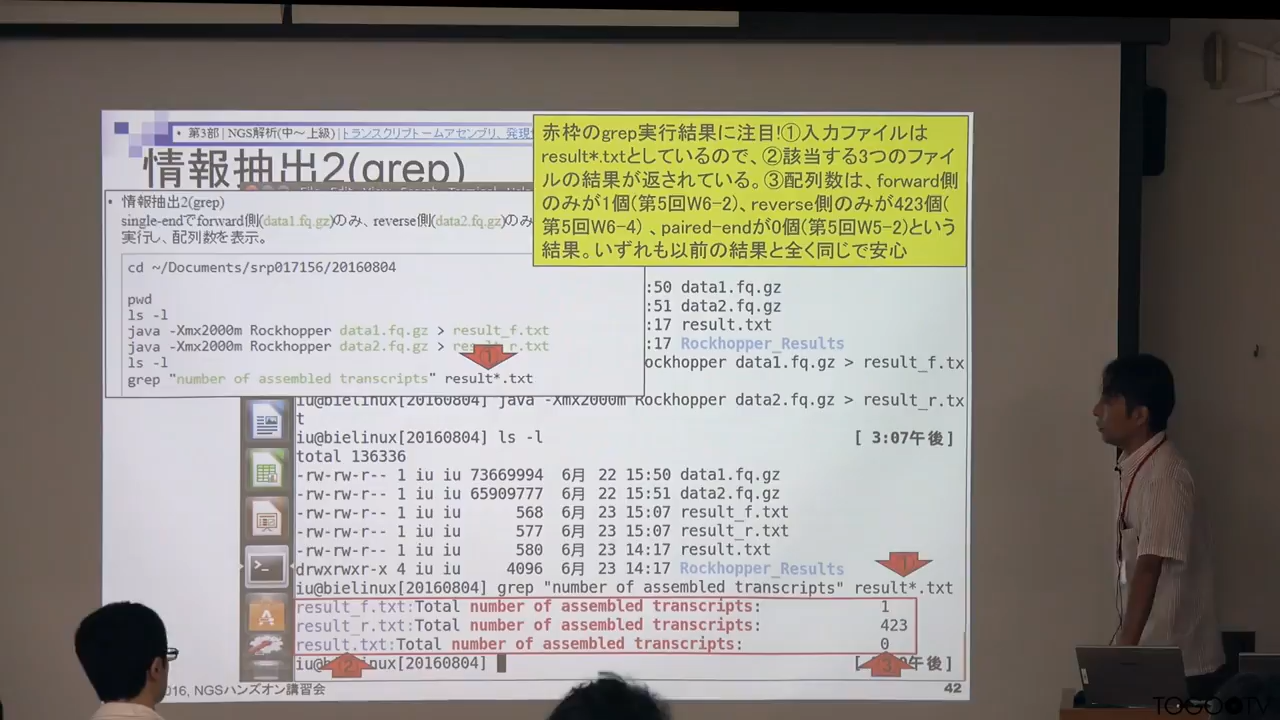 • 第3部 | NGS解析(中～上級) | トランスクリプトームアセンブリ、発現
情報抽出2(grep)
赤枠のgrep実行結果に注目!①入力ファイルは
result*.txtとしているので、②該当する3つのファイ
ルの結果が返されている。③配列数は、forward側
のみが1個(第5回W6-2)、reverse側のみが423個(
第5回W6-4) 、paired-endが0個(第5回W5-2)という
結果。いずれも以前の結果と全く同じで安心
• 情報抽出2(grep)
single-endでforward側(data1.fq.gz)のみ、reverse側(data2.fq.gz)のみ
実行し、配列数を表示。
cd ~/Documents/srp017156/20160804
pwd
ls -l
java -Xmx2000m Rockhopper data1.fq.gz > result_f.txt
java -Xmx2000m Rockhopper data2.fq.gz > result_r.txt
ls -l
grep "number of assembled transcripts" result*.txt
①
:50 data1.fq.gz
:51 data2.fq.gz
:17 result.txt
:17 Rockhopper_Results
ockhopper data1.fq.gz > result_f.tx
iu@bielinux[20160804] java -Xmx2000m Rockhopper data2.fq.gz > result_r.tx
t
iu@bielinux[20160804] ls -l [ 3:07午後]
total 136336
-rw-rw-r-- 1 iu iu 73669994 6月 22 15:50 data1.fq.gz
-rw-rw-r-- 1 iu iu 65909777 6月 22 15:51 data2.fq.gz
-rw-rw-r-- 1 iu iu 568 6月 23 15:07 result_f.txt
-rw-rw-r-- 1 iu iu 577 6月 23 15:07 result_r.txt
-rw-rw-r-- 1 iu iu 580 6月 23 14:17 result.txt
drwxrwxr-x 4 iu iu 4096 6月 23 14:17 Rockhopper_Results
①
iu@bielinux[20160804] grep "number of assembled transcripts" result*.txt
result_f.txt:Total number of assembled transcripts: 1
result_r.txt:Total number of assembled transcripts: 423
result.txt:Total number of assembled transcripts: 0
iu@ inux[20160804] [ 午後]
② ③
016, NGSハンズオン講習会 42
TOGO TV